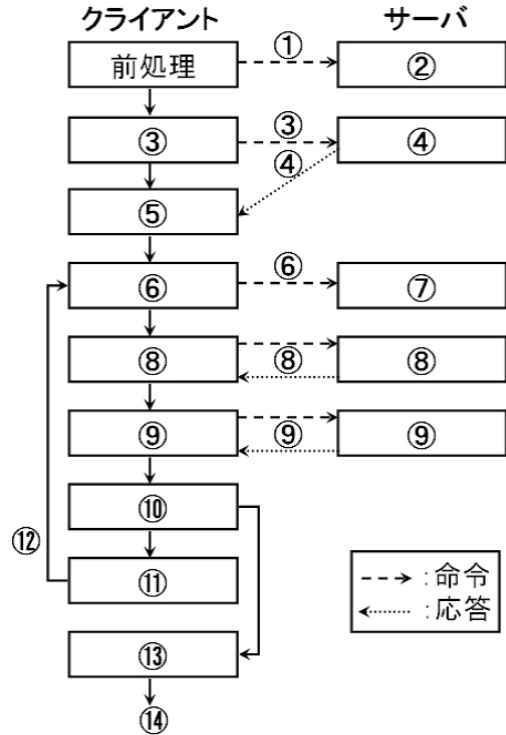 クライアント サーバ
① 
前処理 ②
③
③ ④
④
⑤
⑥
⑥ ⑦
⑧ ⑧ ⑧
⑨ ⑨ ⑨
⑩
⑫
⑪
:命令
:応答
⑬
⑭